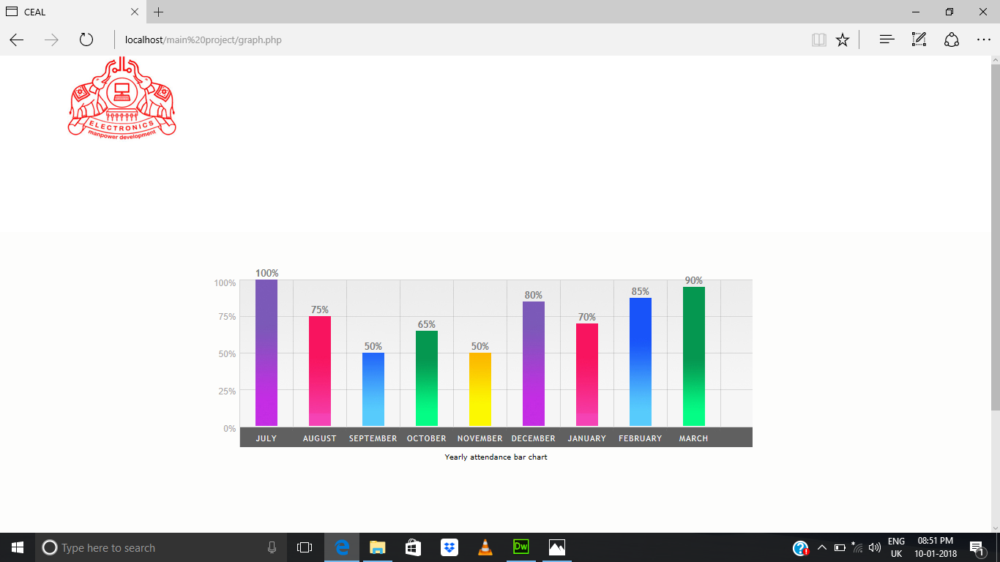 CEAL
localhost/main%20project/graph.php
ELECTRONICS
manpower development
100%
75%
50%
25%
0%
100%
75%
50%
65%
50%
80%
70%
85%
90%
JULY AUGUST SEPTEMBER OCTOBER NOVEMBER DECEMBER JANUARY FEBRUARY MARCH
Yearly attendance bar chart
Type here to search
Dw
ENG
UK
08:51 PM
10-01-2018
1